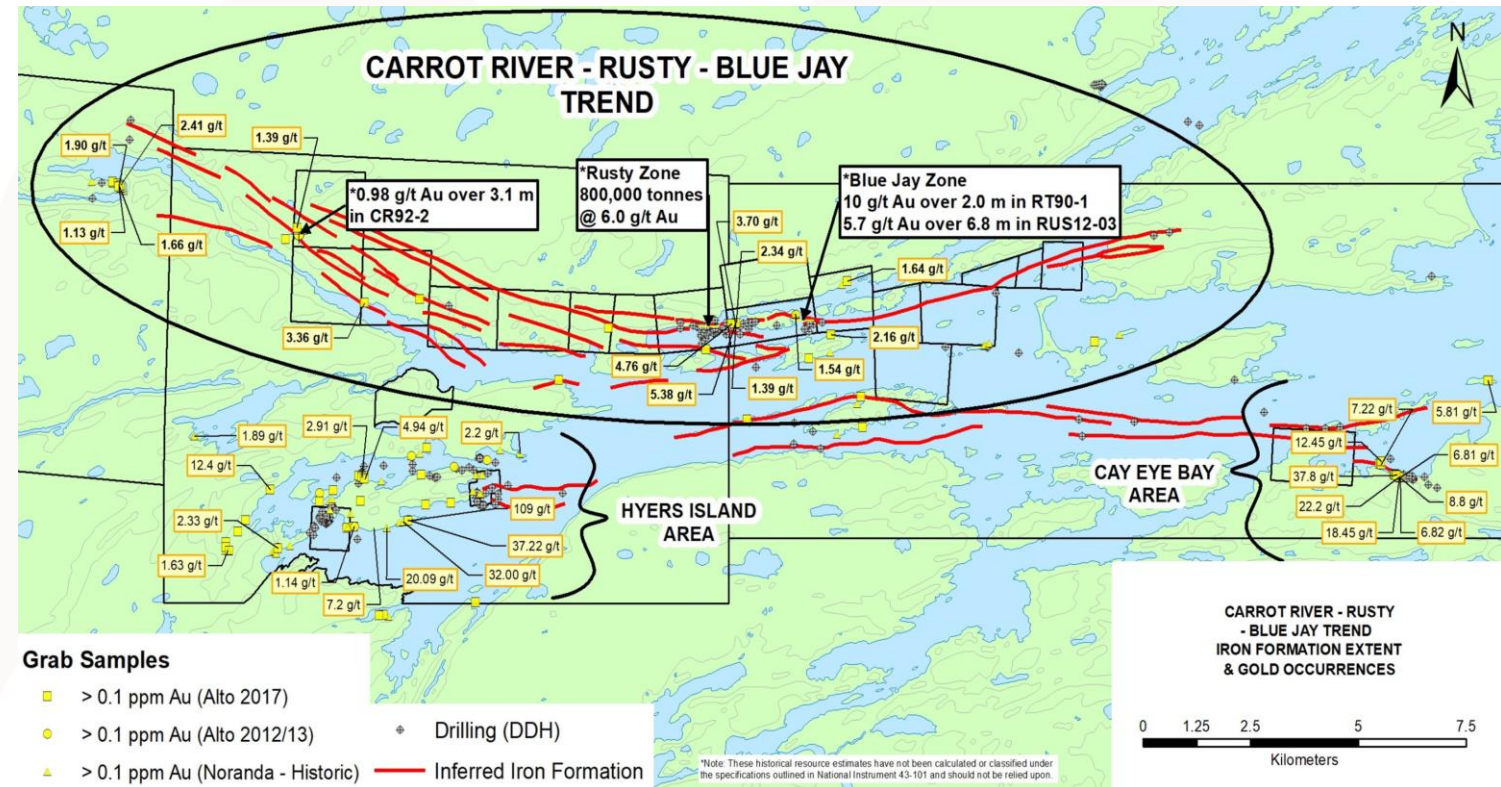 CARROT RIVER - RUSTY - BLUE JAY
TREND
N
2.41 g/t
1.90 g/t
1.39 g/t
*0.98 g/t Au over 3.1 m
in CR92-2
*Rusty Zone
800,000 tonnes
@ 6.0 g/t Au
*Blue Jay Zone
10 g/t Au over 2.0 m in RT90-1
5.7 g/t Au over 6.8 m in RUS12-03
1.13 g/t
1.66 g/t
3.70 g/t
2.34 g/t
1.64 g/t
3.36 g/t
4.76 g/t
5.38 g/t
1.39 g/t
1.54 g/t
2.16 g/t
1.89 g/t
2.91 g/t
4.94 g/t
2.2 g/t
12.4 g/t
2.33 g/t
1.63 g/t
1.14 g/t
7.2 g/t
20.09 g/t
32.00 g/t
37.22 g/t
109 g/t
HYERS ISLAND
AREA
CAY EYE BAY
AREA
7.22 g/t
5.81 g/t
12.45 g/t
6.81 g/t
37.8 g/t
22.2 g/t
8.8 g/t
18.45 g/t
6.82 g/t
Grab Samples
> 0.1 ppm Au (Alto 2017)
> 0.1 ppm Au (Alto 2012/13)
> 0.1 ppm Au (Noranda - Historic)
Drilling (DDH)
Inferred Iron Formation
*Note: These historical resource estimates have not been calculated or classified under
the specifications outlined in National Instrument 43-101 and should not be relied upon.
CARROT RIVER - RUSTY
- BLUE JAY TREND
IRON FORMATION EXTENT
& GOLD OCCURRENCES
0 1.25 2.5 5 7.5
Kilometers